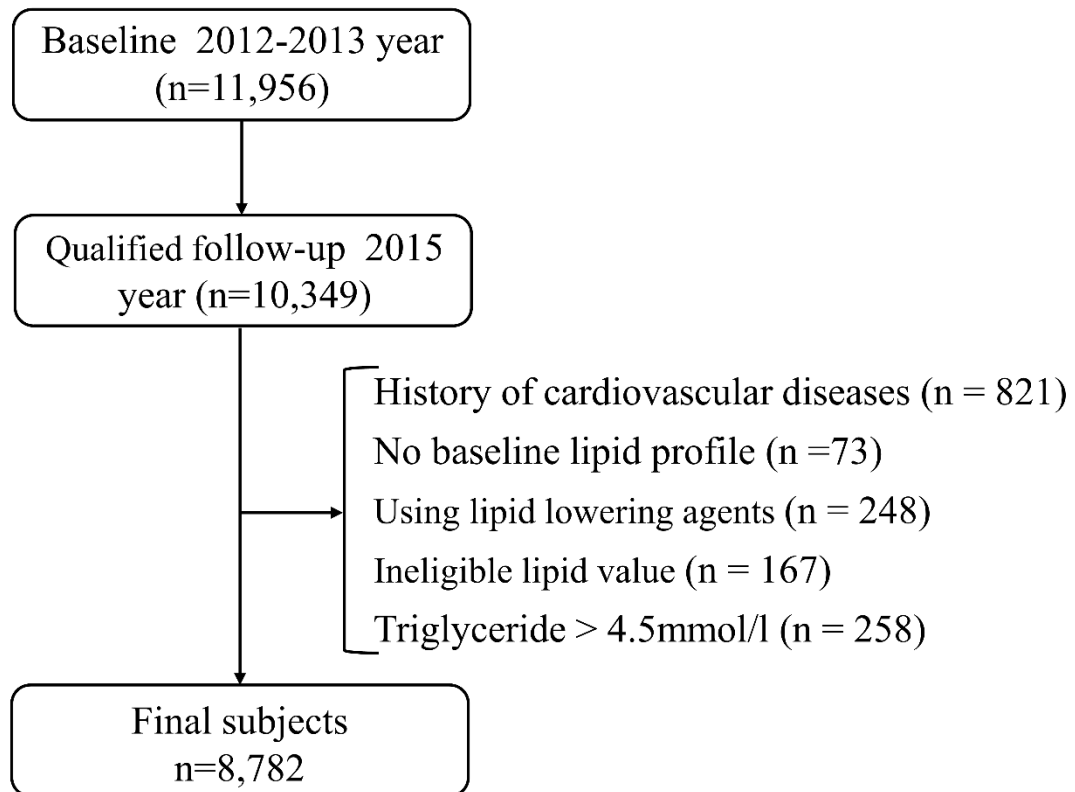 Baseline 2012-2013 year
(n=11,956)
Qualified follow-up 2015
year (n=10,349)
History of cardiovascular diseases (n = 821)
No baseline lipid profile (n =73)
Using lipid lowering agents (n = 248)
Ineligible lipid value (n = 167)
Triglyceride > 4.5mmol/l (n = 258)
Final subjects
n=8,782